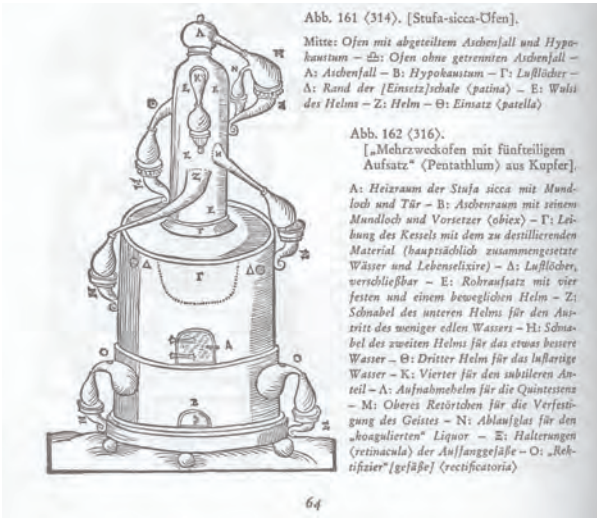 Abb. 161 ⟨314⟩. [Stufa-sicca-Öfen].
Mitte: Ofen mit abgeteiltem Aschenfall und Hypo-
kaustum – ♎: Ofen ohne getrennten Aschenfall –
A: Aschenfall – B: Hypokaustum – Γ: Luftlöcher –
Δ: Rand der [Einsetz]schale ⟨patina⟩ – E: Wulst
des Helms – Z: Helm – Θ: Einsatz ⟨patella⟩
Abb. 162 ⟨316⟩.
[„Mehrzweckofen mit fünfteiligem
Aufsatz“ ⟨Pentathlum⟩ aus Kupfer].
A: Heizraum der Stufa sicca mit Mund-
loch und Tür – B: Aschenraum mit seinem
Mundloch und Vorsetzer ⟨obiex⟩ – Γ: Lei-
bung des Kessels mit dem zu destillierenden
Material (hauptsächlich zusammengesetzte
Wässer und Lebenselixire) – Δ: Luftlöcher,
verschließbar – E: Rohraufsatz mit vier
festen und einem beweglichen Helm – Z:
Schnabel des unteren Helms für den Aus-
tritt des weniger edlen Wassers – H: Schna-
bel des zweiten Helms für das etwas bessere
Wasser – Θ: Dritter Helm für das luftartige
Wasser – K: Vierter für den subtileren An-
teil – Λ: Aufnahmehelm für die Quintessenz
– M: Oberes Retörtchen für die Verfesti-
gung des Geistes – N: Ablaufglas für den
„koagulierten“ Liquor – Ξ: Halterungen
⟨retinacula⟩ der Auffanggefäße – O: „Rek-
tifizier“[gefäße] ⟨rectificatoria⟩
Λ
M
N
K
Θ
Z
H
E
Γ
Δ
A
B
O
O
64